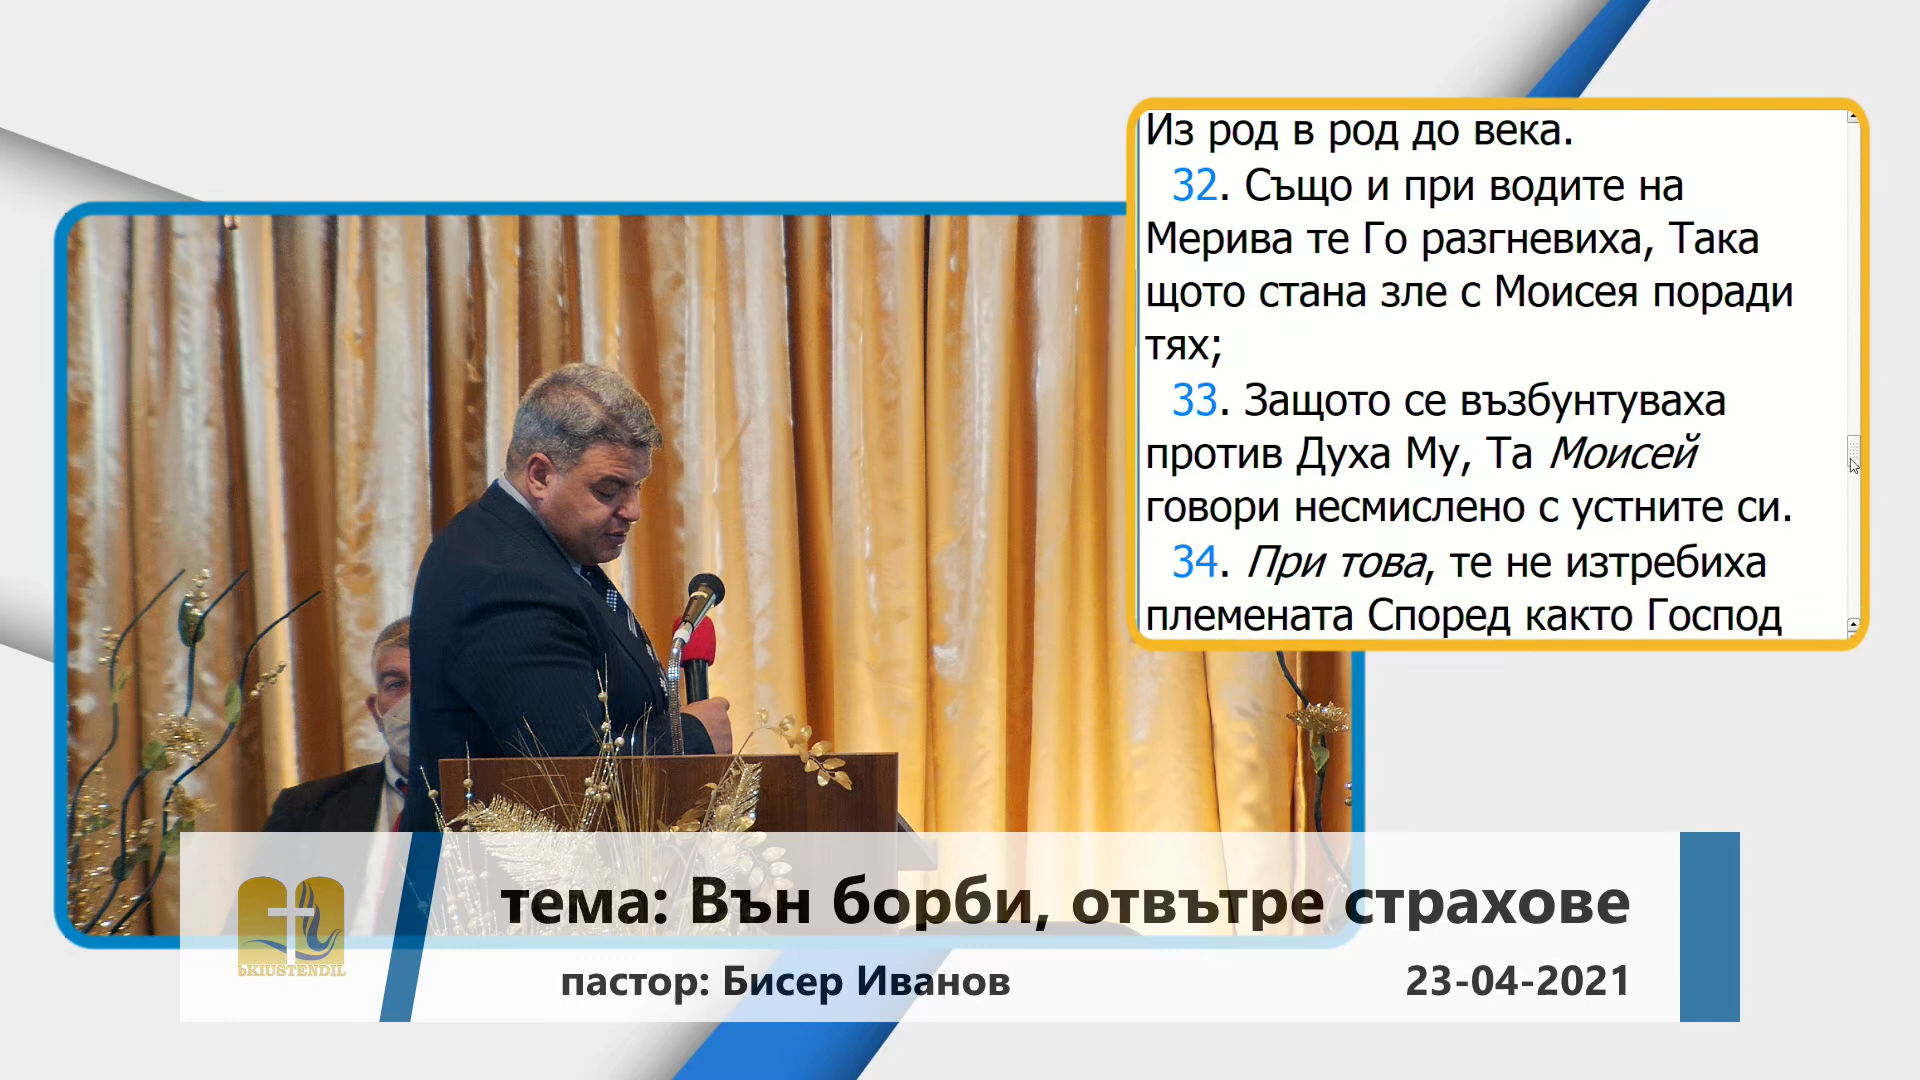 Из род в род до века.
32. Също и при водите на
Мерива те Го разгневиха, Така
щото стана зле с Моисея поради
тях;
33. Защото се възбунтуваха
против Духа Му, Та Моисей
говори несмислено с устните си.
34. При това, те не изтребиха
племената Според както Господ
тема: Вън борби, отвътре страхове
bKIUSTENDIL
пастор: Бисер Иванов
23-04-2021